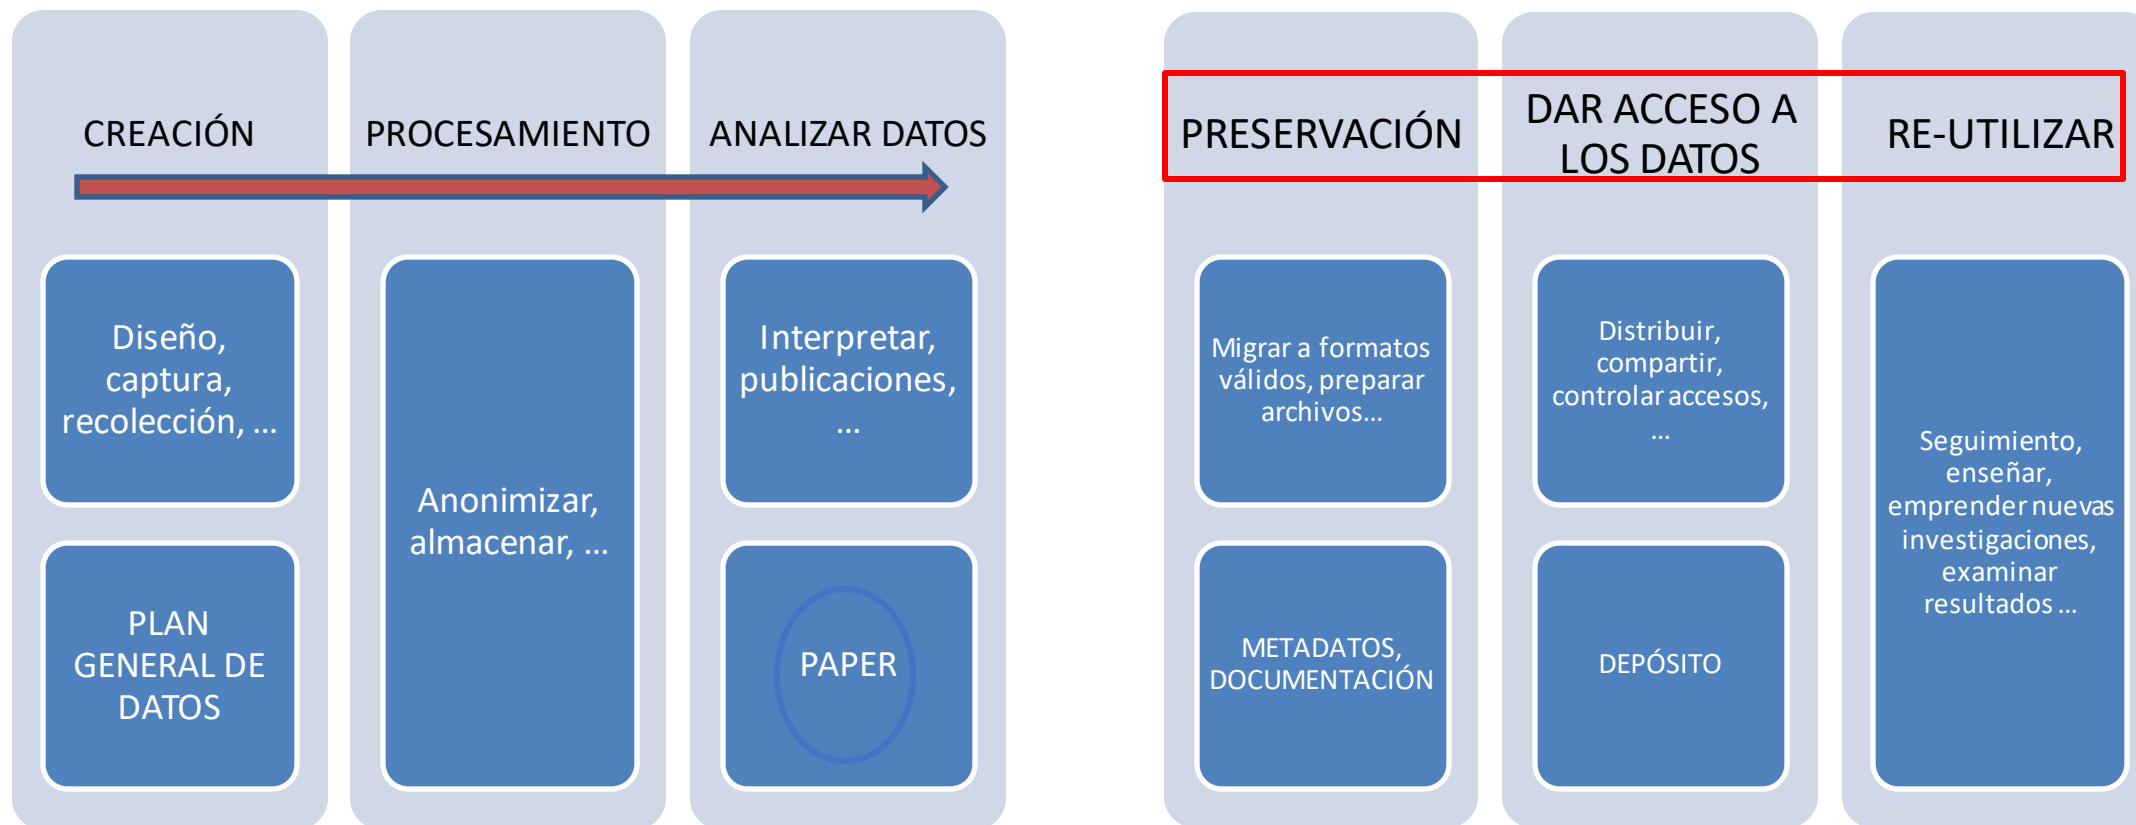 CREACIÓN
Diseño,
captura,
recolección, ...
PLAN
GENERAL DE
DATOS
PROCESAMIENTO
Anonimizar,
almacenar, ...
ANALIZAR DATOS
Interpretar,
publicaciones,
...
PAPER
PRESERVACIÓN
Migrar a formatos
válidos, preparar
archivos...
METADATOS,
DOCUMENTACIÓN
DAR ACCESO A
LOS DATOS
Distribuir,
compartir,
controlar accesos,
...
DEPÓSITO
RE-UTILIZAR
Seguimiento,
enseñar,
emprender nuevas
investigaciones,
examinar
resultados ...